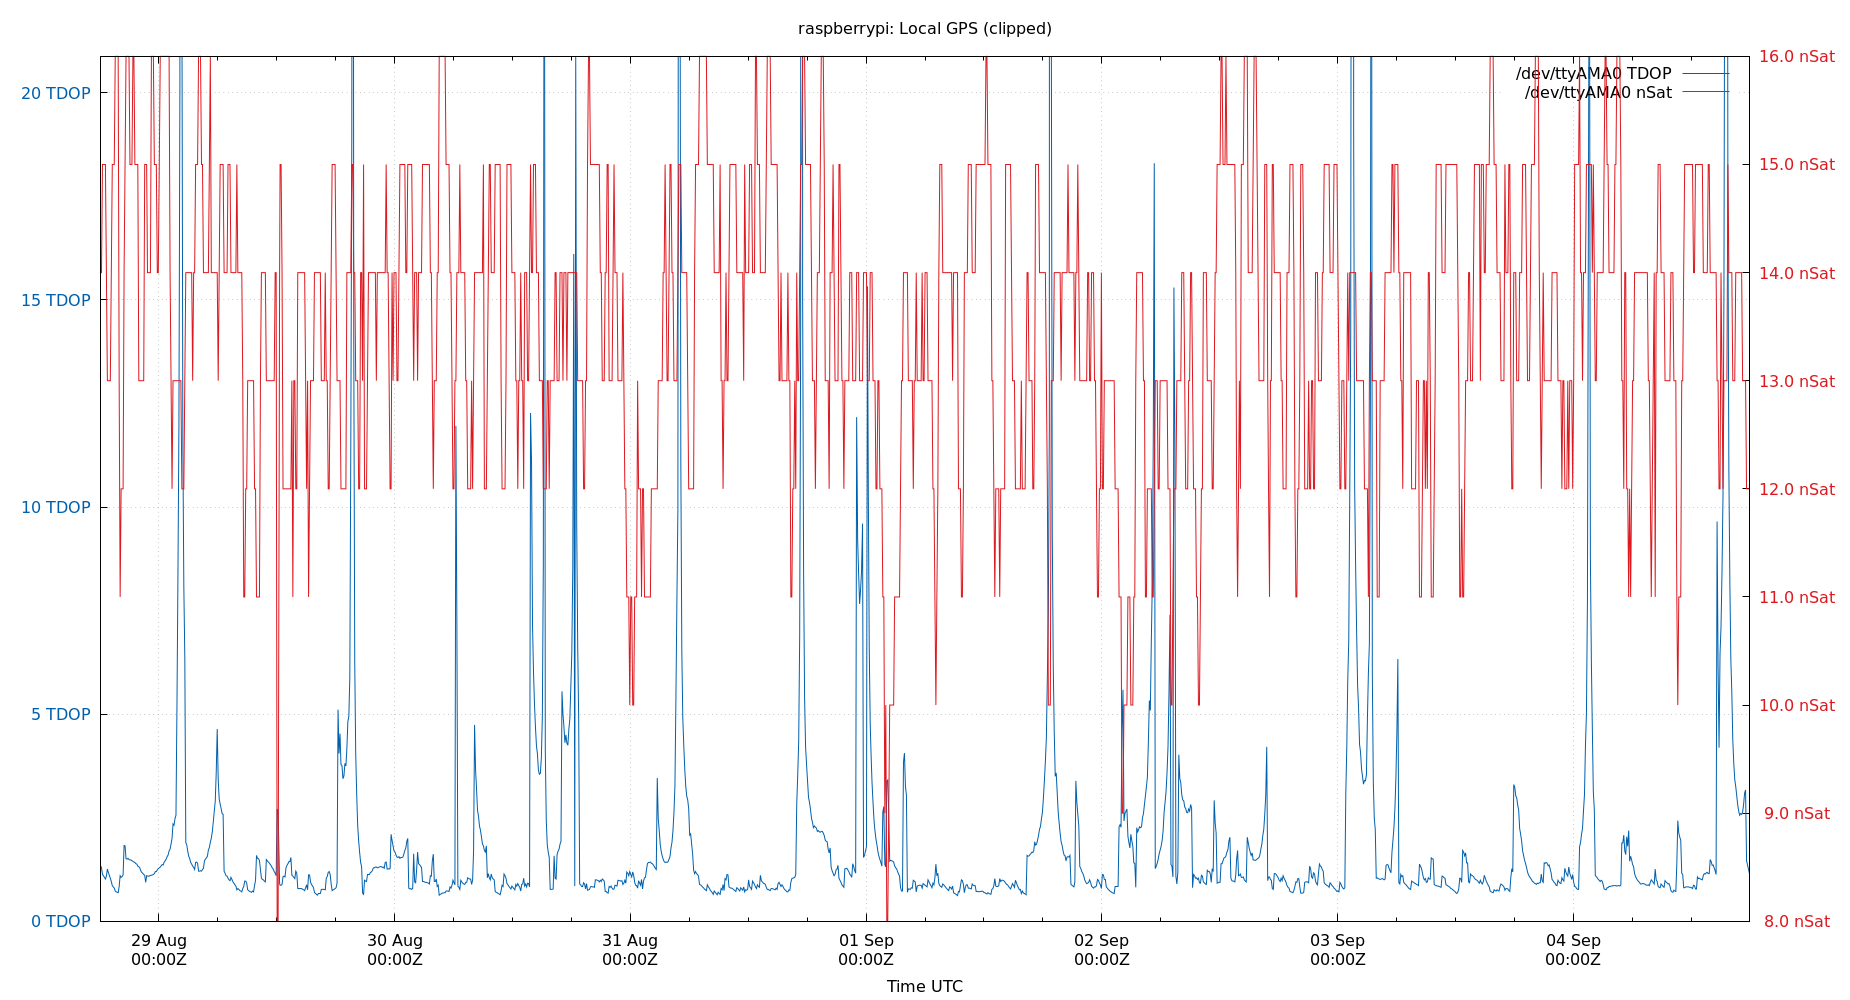 raspberrypi: Local GPS (clipped)
16.0 nSat
/dev/ttyAMA0 TDOP
20 TDOP
/dev/ttyAMA0 nSat
15.0 nSat
14.0 nSat
15 TDOP
13.0 nSat
12.0 nSat
10 TDOP
11.0 nSat
10.0 nSat
5 TDOP
9.0 nSat
0 TDOP
8.0 nSat
29 Aug 30 Aug 31 Aug 01 Sep 02 Sep 03 Sep 04 Sep
00:00Z 00:00Z 00:00Z 00:00Z 00:00Z 00:00Z 00:00Z
Time UTC